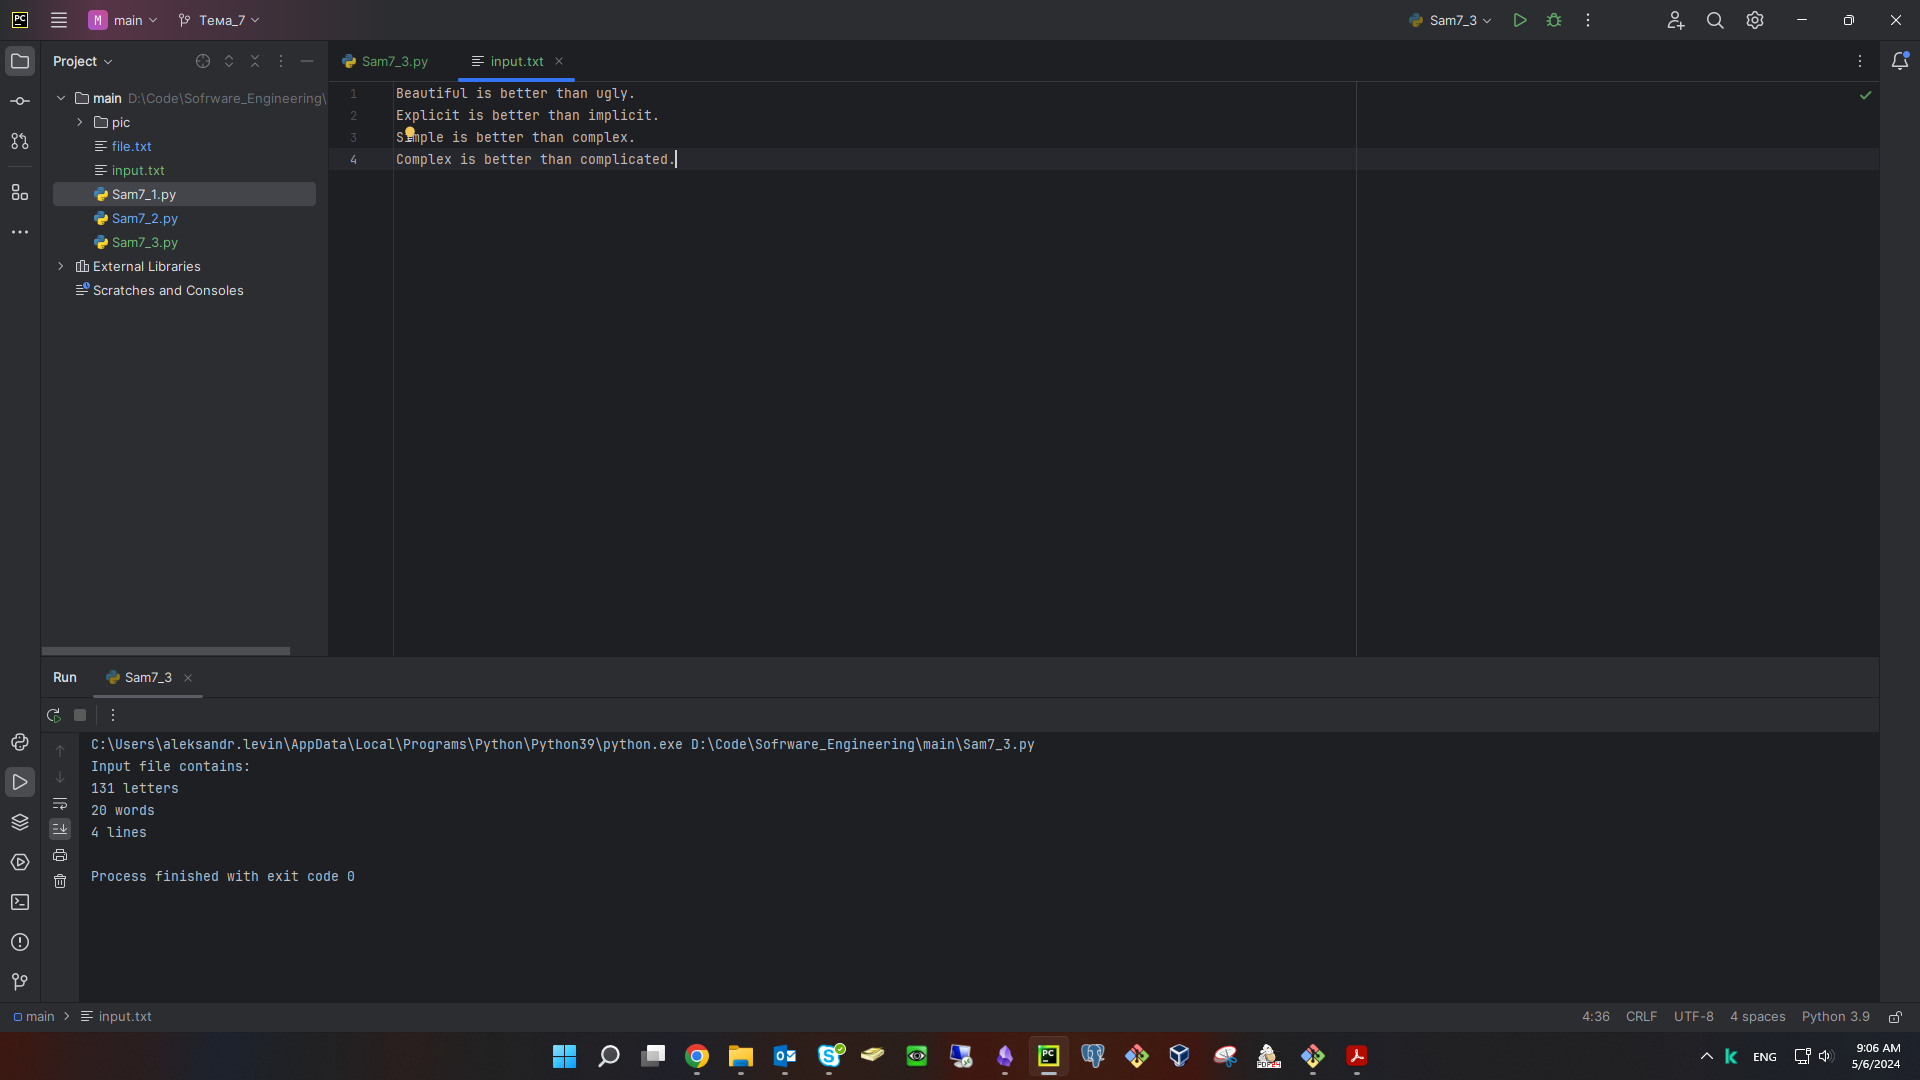 PC
M main Тема_7
Sam7_3
Project
Sam7_3.py
input.txt
main D:\Code\Sofrware_Engineering\
pic
file.txt
input.txt
Sam7_1.py
Sam7_2.py
Sam7_3.py
External Libraries
Scratches and Consoles
1 Beautiful is better than ugly.
2 Explicit is better than implicit.
3 Simple is better than complex.
4 Complex is better than complicated.
Run Sam7_3
C:\Users\aleksandr.levin\AppData\Local\Programs\Python\Python39\python.exe D:\Code\Sofrware_Engineering\main\Sam7_3.py
Input file contains:
131 letters
20 words
4 lines
Process finished with exit code 0
main > input.txt
4:36 CRLF UTF-8 4 spaces Python 3.9
PC
ENG
9:06 AM
5/6/2024